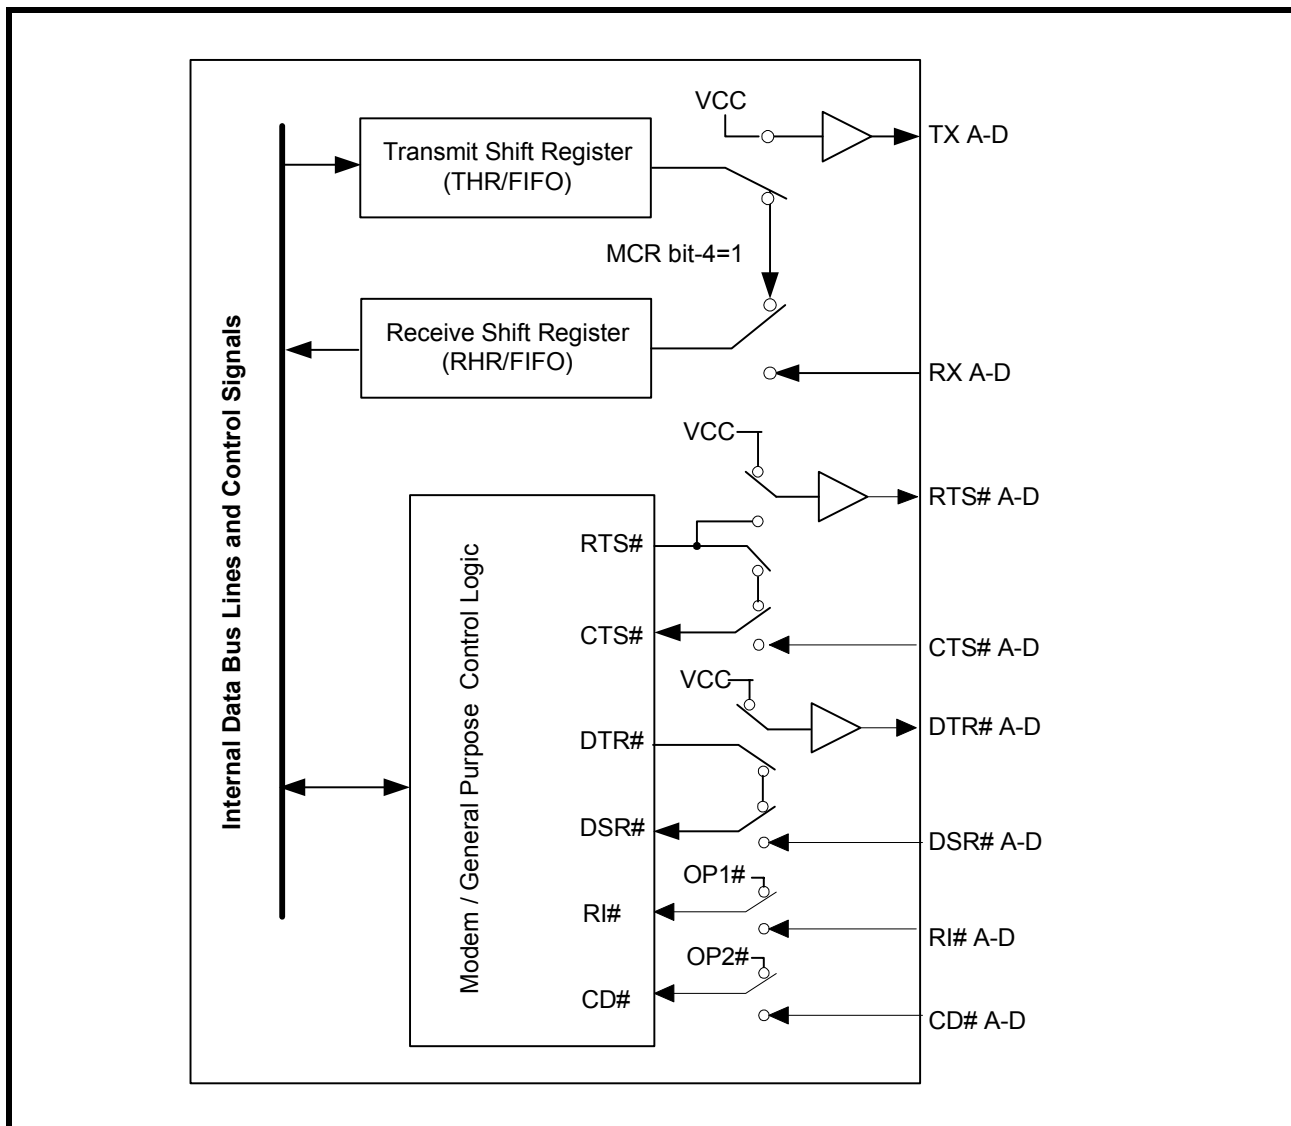 VCC
TX A-D
Transmit Shift Register
(THR/FIFO)
MCR bit-4=1
Receive Shift Register
(RHR/FIFO)
RX A-D
VCC
RTS# A-D
RTS#
CTS#
CTS# A-D
VCC
DTR# A-D
DTR#
DSR#
DSR# A-D
OP1#
RI#
RI# A-D
OP2#
CD#
CD# A-D
Internal Data Bus Lines and Control Signals
Modem / General Purpose Control Logic